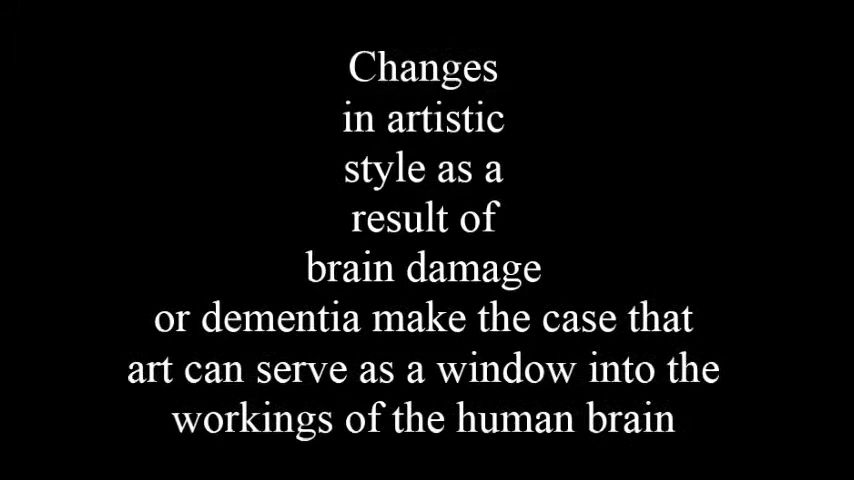 Changes
in artistic
style as a
result of
brain damage
or dementia make the case that
art can serve as a window into the
workings of the human brain